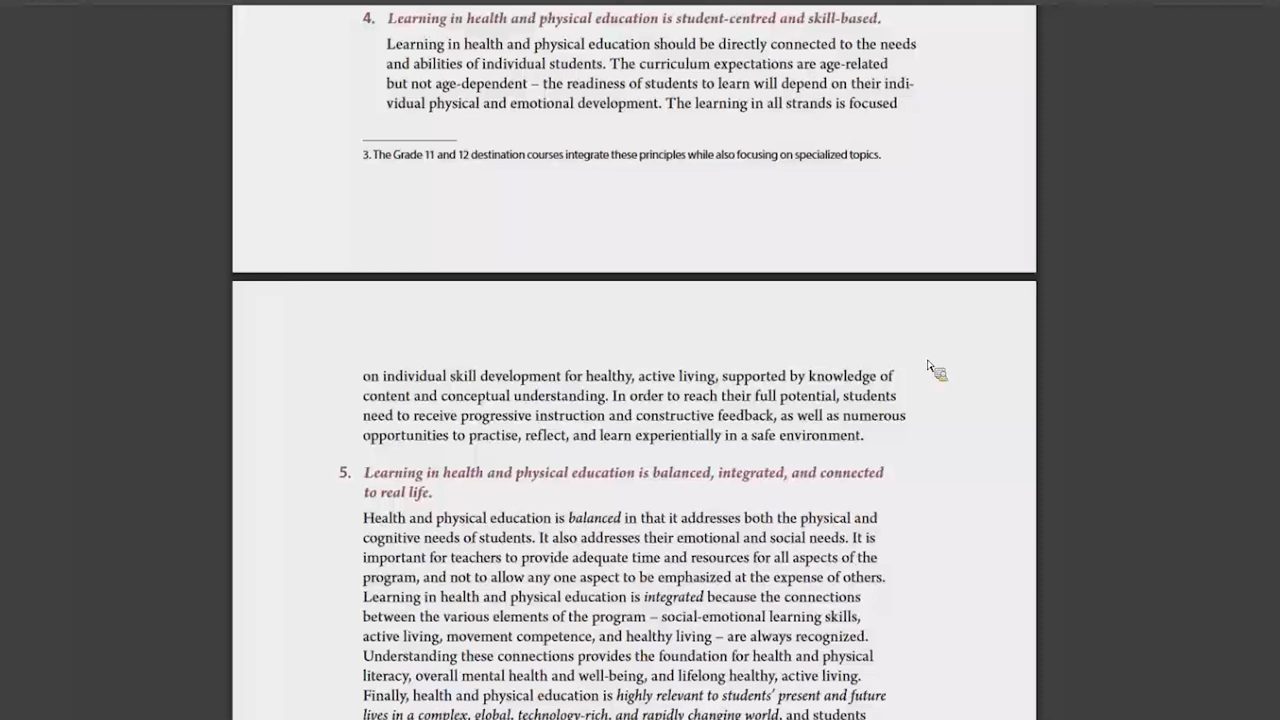 4. Learning in health and physical education is student-centred and skill-based.
Learning in health and physical education should be directly connected to the needs
and abilities of individual students. The curriculum expectations are age-related
but not age-dependent – the readiness of students to learn will depend on their indi-
vidual physical and emotional development. The learning in all strands is focused
3. The Grade 11 and 12 destination courses integrate these principles while also focusing on specialized topics.
on individual skill development for healthy, active living, supported by knowledge of
content and conceptual understanding. In order to reach their full potential, students
need to receive progressive instruction and constructive feedback, as well as numerous
opportunities to practise, reflect, and learn experientially in a safe environment.
5. Learning in health and physical education is balanced, integrated, and connected
to real life.
Health and physical education is balanced in that it addresses both the physical and
cognitive needs of students. It also addresses their emotional and social needs. It is
important for teachers to provide adequate time and resources for all aspects of the
program, and not to allow any one aspect to be emphasized at the expense of others.
Learning in health and physical education is integrated because the connections
between the various elements of the program – social-emotional learning skills,
active living, movement competence, and healthy living – are always recognized.
Understanding these connections provides the foundation for health and physical
literacy, overall mental health and well-being, and lifelong healthy, active living.
Finally, health and physical education is highly relevant to students' present and future
lives in a complex, global, technology-rich, and rapidly changing world, and students